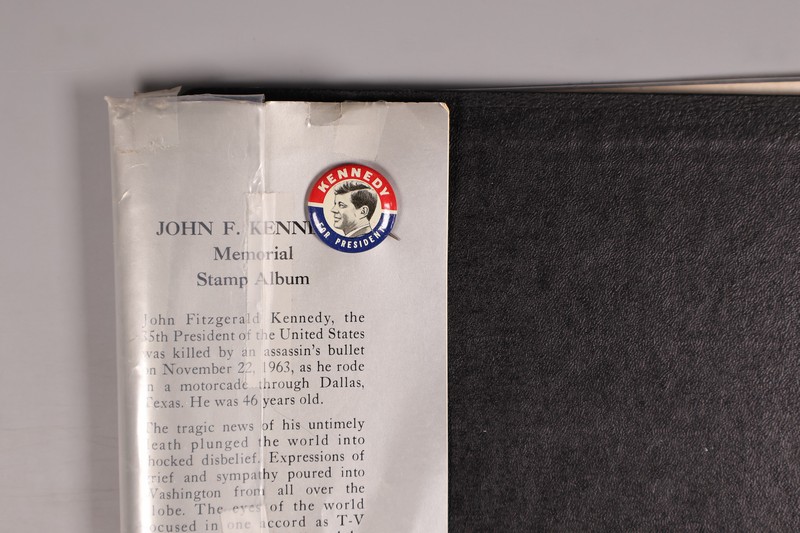 KENNEDY
FOR PRESIDENT
JOHN F. KENNE
Memorial
Stamp Album
John Fitzgerald Kennedy, the
35th President of the United States
was killed by an assassin's bullet
on November 22, 1963, as he rode
in a motorcade through Dallas,
Texas. He was 46 years old.
The tragic news of his untimely
death plunged the world into
shocked disbelief. Expressions of
grief and sympathy poured into
Washington from all over the
globe. The eyes of the world
focused in one accord as T-V